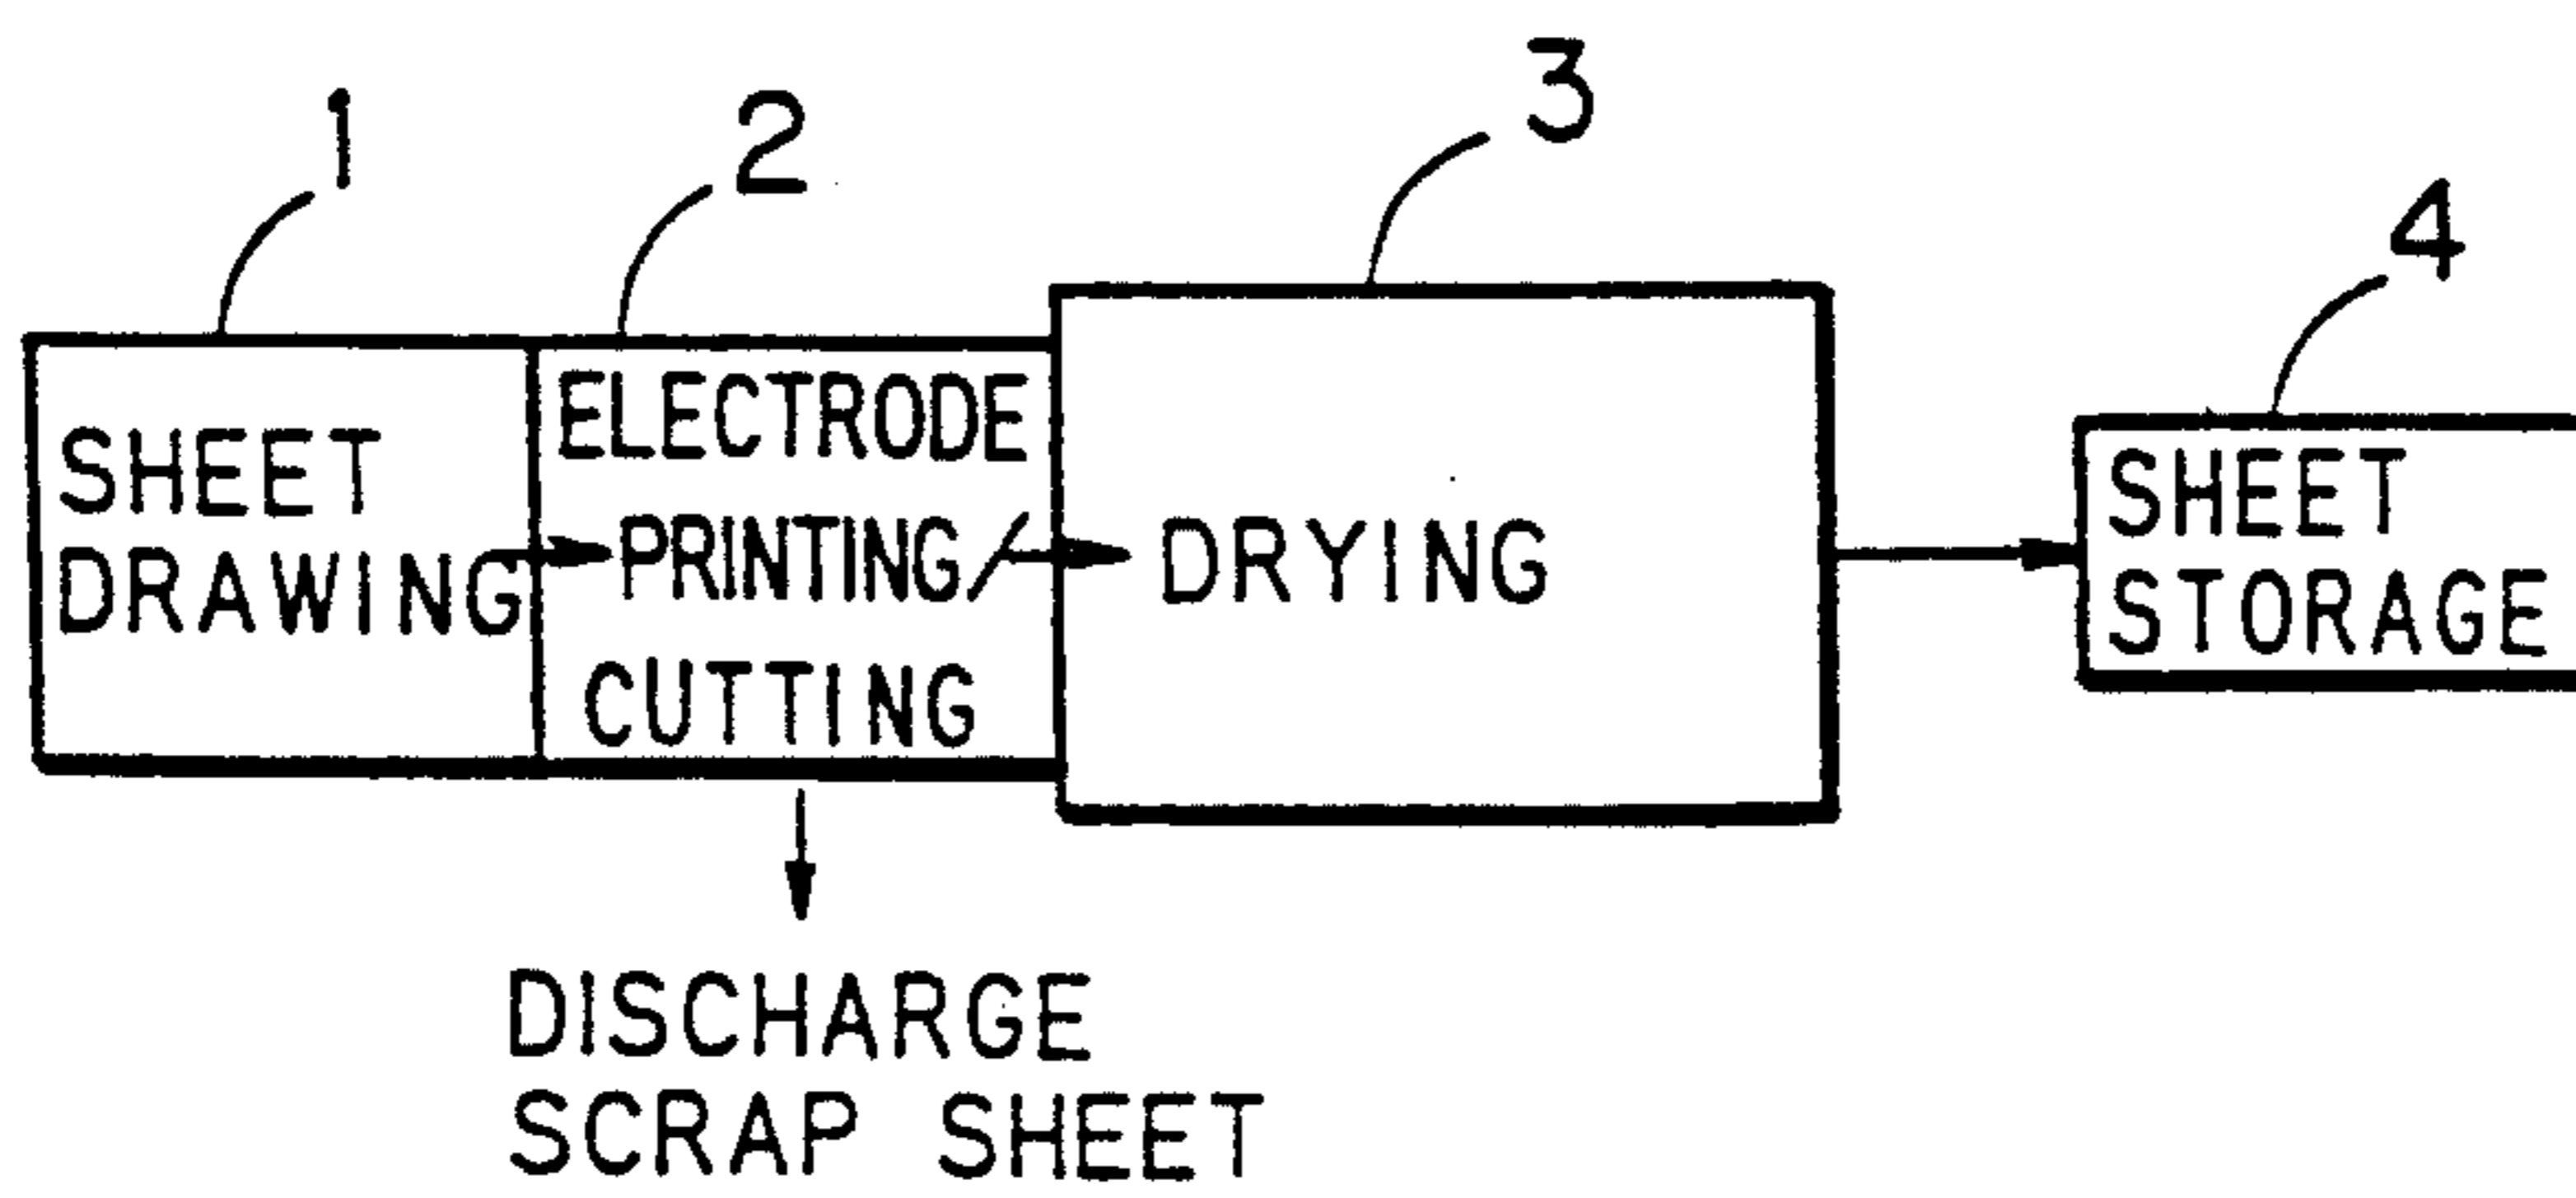 1
2
3
4
SHEET
DRAWING
ELECTRODE
PRINTING/
CUTTING
DRYING
SHEET
STORAGE
DISCHARGE
SCRAP SHEET